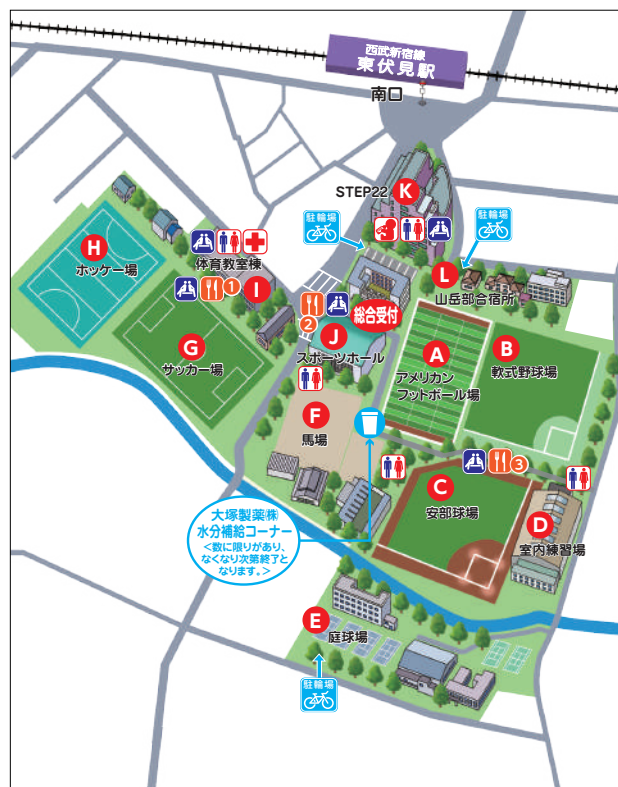 西武新宿線
東伏見駅
南口
STEP22
K
駐輪場
駐輪場
H
ホッケー場
体育教室棟
I
1
L
山岳部合宿所
総合受付
2
J
スポーツホール
G
サッカー場
A
アメリカン
フットボール場
B
軟式野球場
F
馬場
3
C
安部球場
D
室内練習場
大塚製薬㈱
水分補給コーナー
<数に限りがあり、
なくなり次第終了と
なります。>
E
庭球場
駐輪場